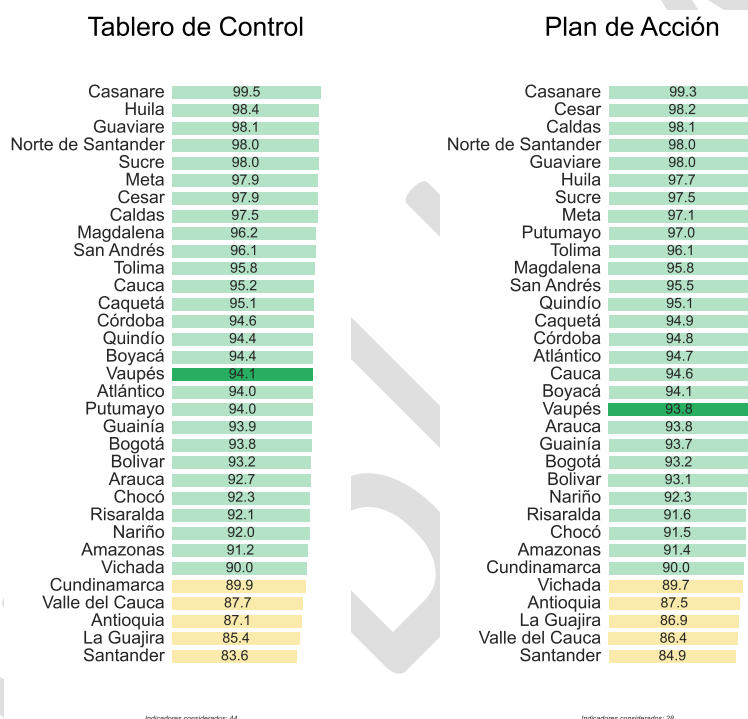 Tablero de Control
Casanare 99.5
Huila 98.4
Guaviare 98.1
Norte de Santander 98.0
Sucre 98.0
Meta 97.9
Cesar 97.9
Caldas 97.5
Magdalena 96.2
San Andrés 96.1
Tolima 95.8
Cauca 95.2
Caquetá 95.1
Córdoba 94.6
Quindío 94.4
Boyacá 94.4
Vaupés 94.1
Atlántico 94.0
Putumayo 94.0
Guainía 93.9
Bogotá 93.8
Bolivar 93.2
Arauca 92.7
Chocó 92.3
Risaralda 92.1
Nariño 92.0
Amazonas 91.2
Vichada 90.0
Cundinamarca 89.9
Valle del Cauca 87.7
Antioquia 87.1
La Guajira 85.4
Santander 83.6
Indicadores considerados: 44
Plan de Acción
Casanare 99.3
Cesar 98.2
Caldas 98.1
Norte de Santander 98.0
Guaviare 98.0
Huila 97.7
Sucre 97.5
Meta 97.1
Putumayo 97.0
Tolima 96.1
Magdalena 95.8
San Andrés 95.5
Quindío 95.1
Caquetá 94.9
Córdoba 94.8
Atlántico 94.7
Cauca 94.6
Boyacá 94.1
Vaupés 93.8
Arauca 93.8
Guainía 93.7
Bogotá 93.2
Bolivar 93.1
Nariño 92.3
Risaralda 91.6
Chocó 91.5
Amazonas 91.4
Cundinamarca 90.0
Vichada 89.7
Antioquia 87.5
La Guajira 86.9
Valle del Cauca 86.4
Santander 84.9
Indicadores considerados: 28